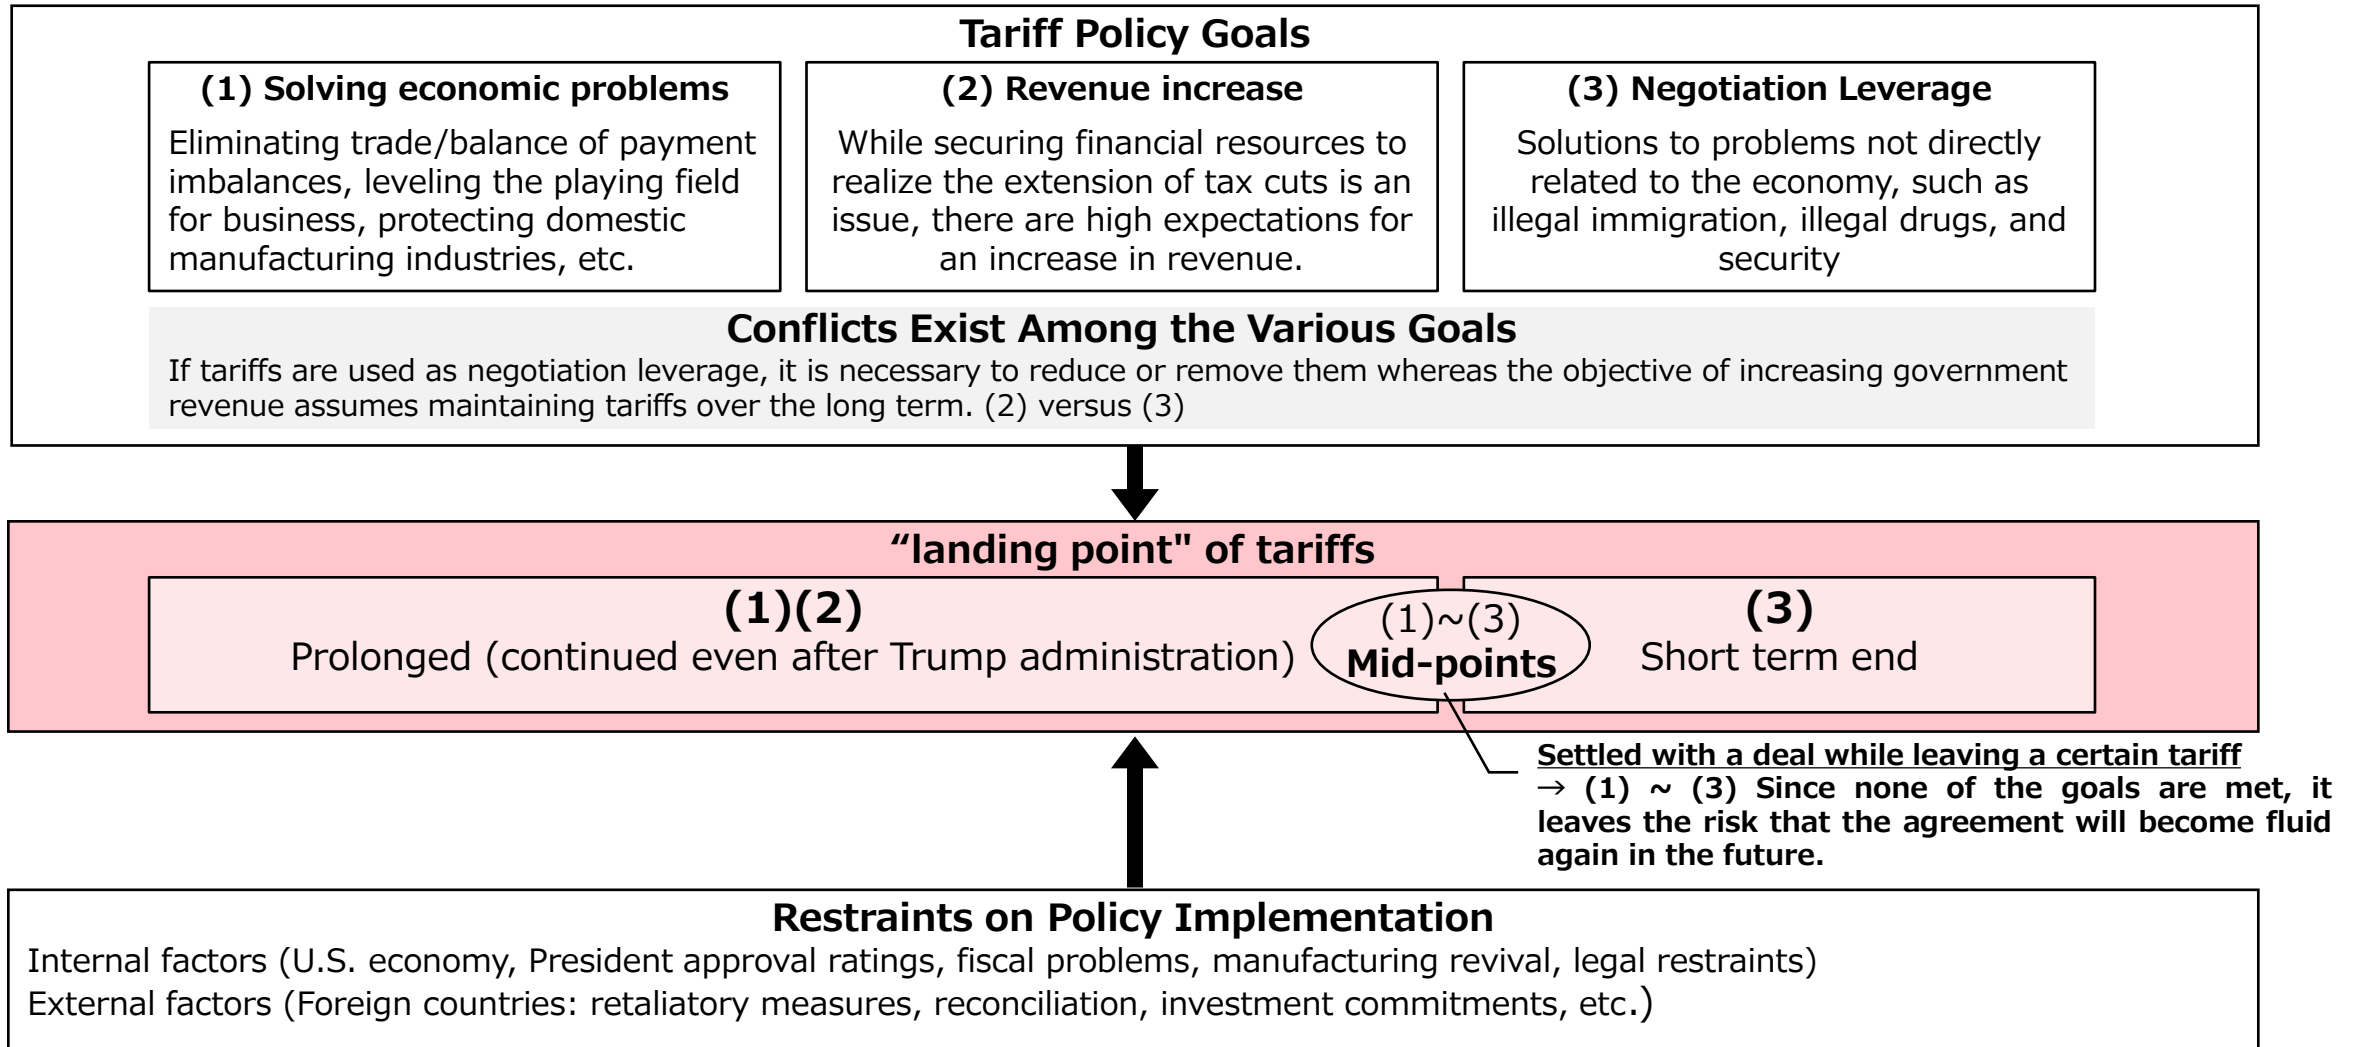 Tariff Policy Goals
(1) Solving economic problems
Eliminating trade/balance of payment
imbalances, leveling the playing field
for business, protecting domestic
manufacturing industries, etc.
(2) Revenue increase
While securing financial resources to
realize the extension of tax cuts is an
issue, there are high expectations for
an increase in revenue.
(3) Negotiation Leverage
Solutions to problems not directly
related to the economy, such as
illegal immigration, illegal drugs, and
security
Conflicts Exist Among the Various Goals
If tariffs are used as negotiation leverage, it is necessary to reduce or remove them whereas the objective of increasing government
revenue assumes maintaining tariffs over the long term. (2) versus (3)
“landing point" of tariffs
(1)(2)
Prolonged (continued even after Trump administration)
(1)~(3)
Mid-points
(3)
Short term end
Settled with a deal while leaving a certain tariff
→ (1) ~ (3) Since none of the goals are met, it
leaves the risk that the agreement will become fluid
again in the future.
Restraints on Policy Implementation
Internal factors (U.S. economy, President approval ratings, fiscal problems, manufacturing revival, legal restraints)
External factors (Foreign countries: retaliatory measures, reconciliation, investment commitments, etc.)